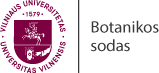 VILNIAUS UNIVERSITETAS
·1579·
UNIVERSITAS VILNENSIS
Botanikos
sodas